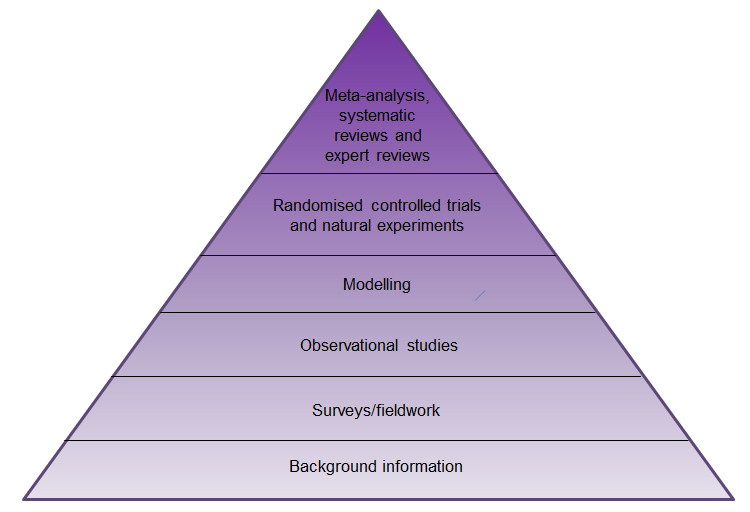 Meta-analysis,
systematic
reviews and
expert reviews
Randomised controlled trials
and natural experiments
Modelling
Observational studies
Surveys/fieldwork
Background information